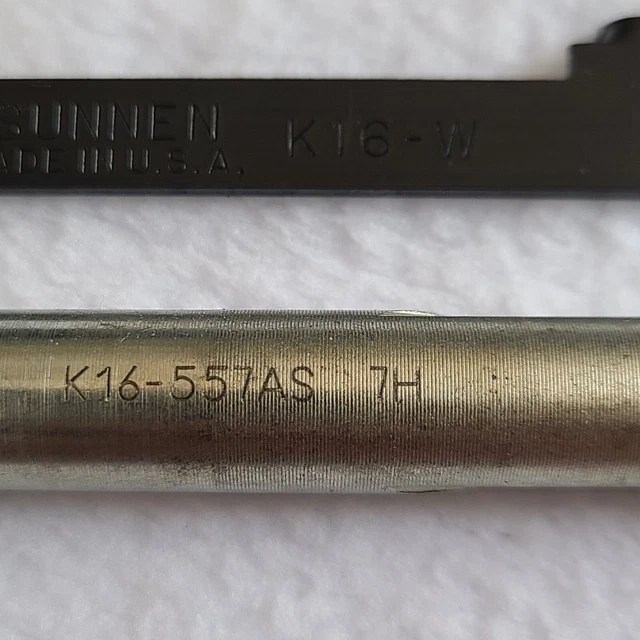 SUNNEN K16-W
MADE IN U.S.A.
K16-557AS 7H